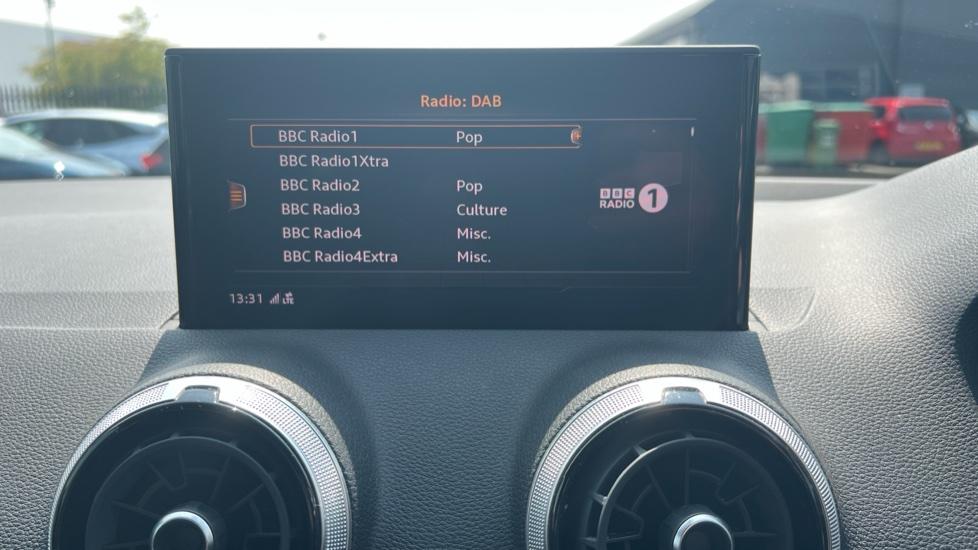 Radio: DAB
BBC Radio1 Pop
BBC Radio1Xtra
BBC Radio2 Pop
BBC Radio3 Culture
BBC Radio4 Misc.
BBC Radio4Extra Misc.
BBC
RADIO 1
13:31 LTE